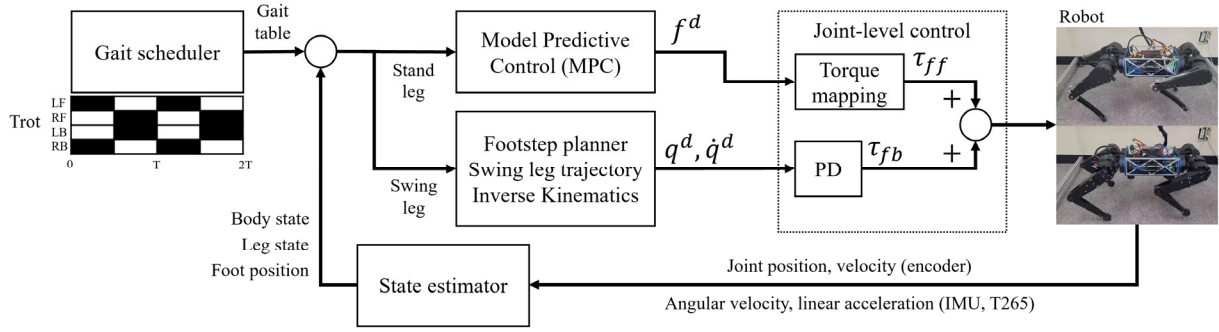 Gait scheduler
Gait
table
Trot
LF
RF
LB
RB
0
T
2T
Stand
leg
Swing
leg
Model Predictive
Control (MPC)
Footstep planner
Swing leg trajectory
Inverse Kinematics
f^d
q^d, q̇^d
Joint-level control
Torque
mapping
τ_ff
+
PD
τ_fb
+
Robot
Body state
Leg state
Foot position
State estimator
Joint position, velocity (encoder)
Angular velocity, linear acceleration (IMU, T265)